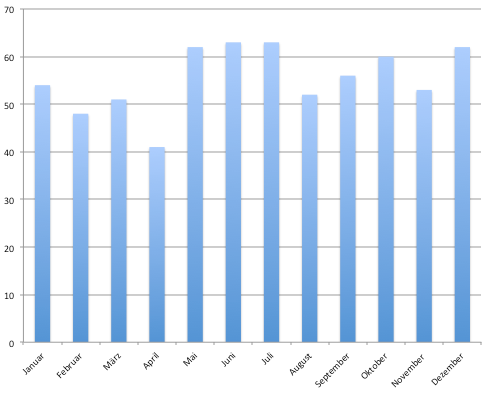 70
60
50
40
30
20
10
0
Januar
Februar
März
April
Mai
Juni
Juli
August
September
Oktober
November
Dezember